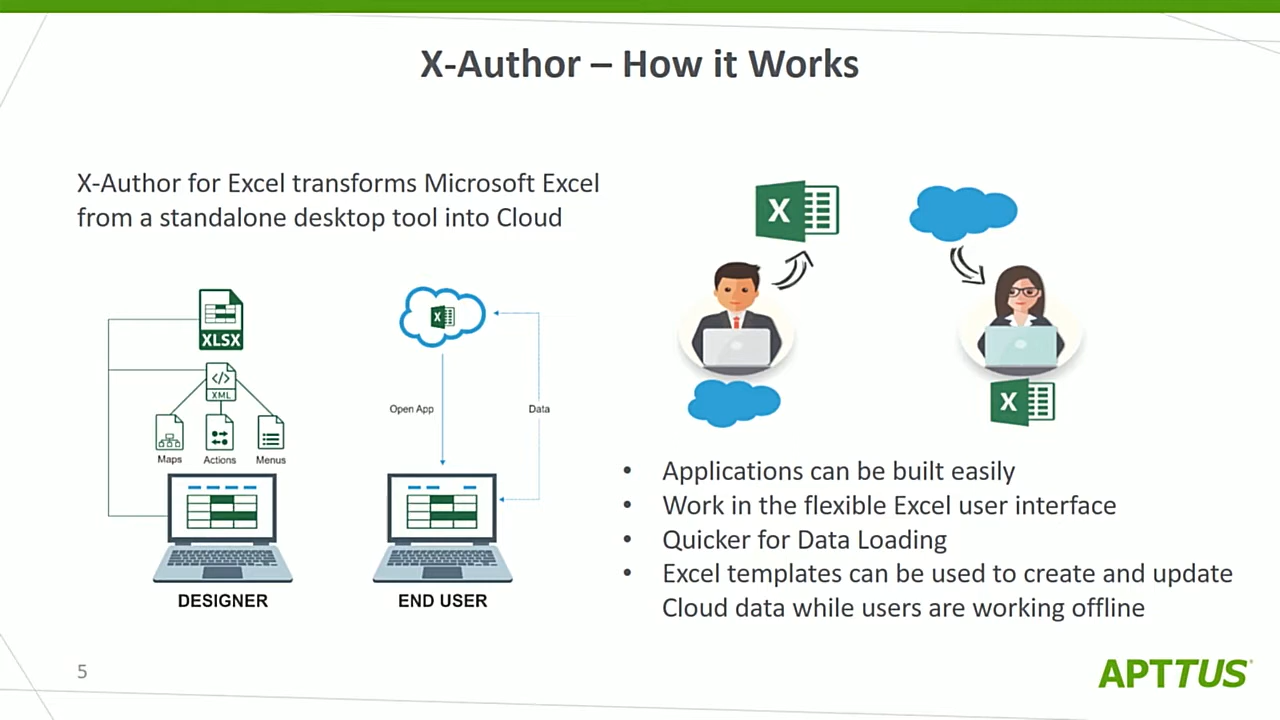 X-Author – How it Works
X-Author for Excel transforms Microsoft Excel
from a standalone desktop tool into Cloud
XLSX
</>
XML
Maps
Actions
Menus
DESIGNER
X
Open App
Data
END USER
X
X
• Applications can be built easily
• Work in the flexible Excel user interface
• Quicker for Data Loading
• Excel templates can be used to create and update
Cloud data while users are working offline
5
APTTUS